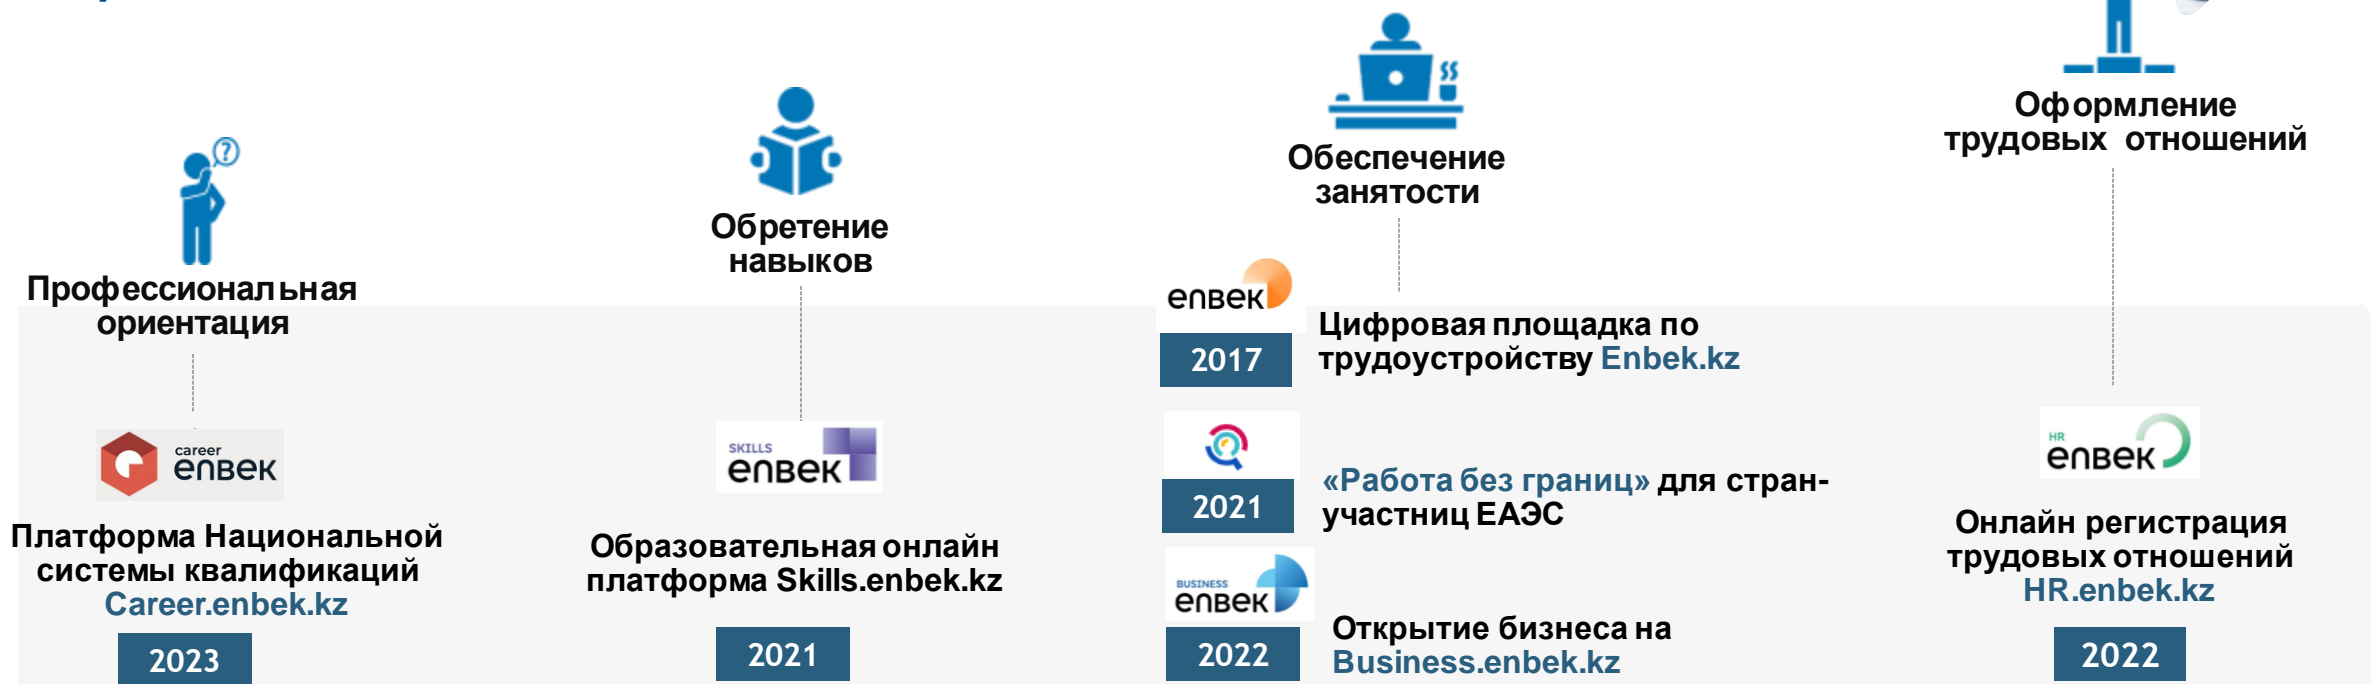 Профессиональная
ориентация
career
enbek
Платформа Национальной
системы квалификаций
Career.enbek.kz
2023
Обретение
навыков
SKILLS
enbek
Образовательная онлайн
платформа Skills.enbek.kz
2021
Обеспечение
занятости
enbek
2017
Цифровая площадка по
трудоустройству Enbek.kz
2021
«Работа без границ» для стран-
участниц ЕАЭС
BUSINESS
enbek
2022
Открытие бизнеса на
Business.enbek.kz
Оформление
трудовых отношений
HR
enbek
Онлайн регистрация
трудовых отношений
HR.enbek.kz
2022